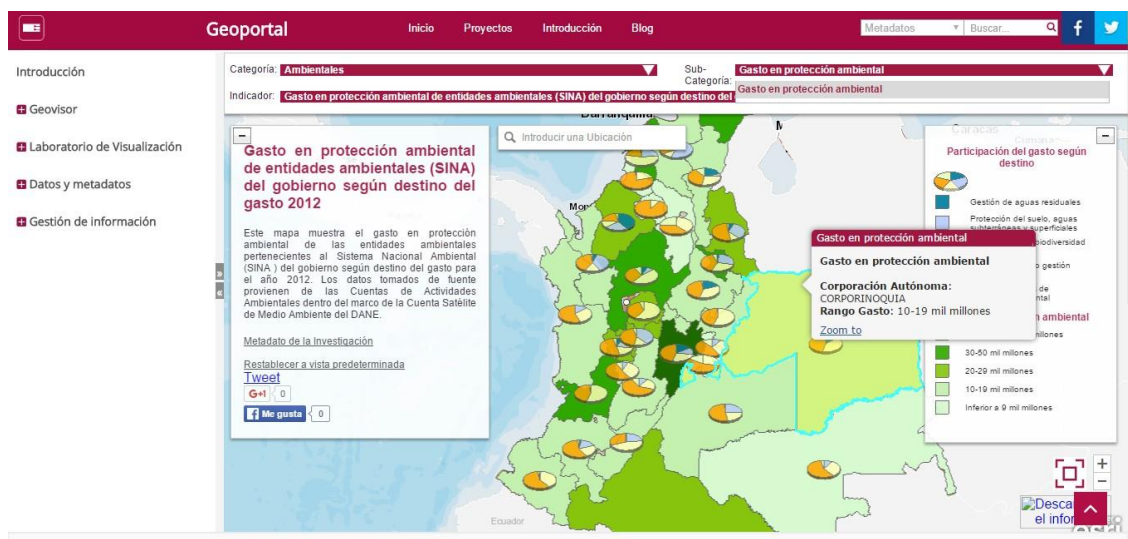 Geoportal
Inicio
Proyectos
Introducción
Blog
Metadatos
Buscar...
Introducción
Geovisor
Laboratorio de Visualización
Datos y metadatos
Gestión de información
Categoría: Ambientales
Sub-
Categoría:
Gasto en protección ambiental
Gasto en protección ambiental
Indicador: Gasto en protección ambiental de entidades ambientales (SINA) del gobierno según destino del
Gasto en protección ambiental
de entidades ambientales (SINA)
del gobierno según destino del
gasto 2012
Este mapa muestra el gasto en protección
ambiental de las entidades ambientales
pertenecientes al Sistema Nacional Ambiental
(SINA ) del gobierno según destino del gasto para
el año 2012. Los datos tomados de fuente
provienen de las Cuentas de Actividades
Ambientales dentro del marco de la Cuenta Satélite
de Medio Ambiente del DANE.
Metadato de la Investigación
Restablecer a vista predeterminada
Tweet
G+1 0
Me gusta 0
Introducir una Ubicación
Caracas
Ecuador
Gasto en protección ambiental
Gasto en protección ambiental
Corporación Autónoma:
CORPORINOQUIA
Rango Gasto: 10-19 mil millones
Zoom to
Participación del gasto según
destino
Gestión de aguas residuales
Protección del suelo, aguas
subterráneas y superficiales
gestión
de
ambiental
30-50 mil millones
20-29 mil millones
10-19 mil millones
Inferior a 9 mil millones
Desca
el infor